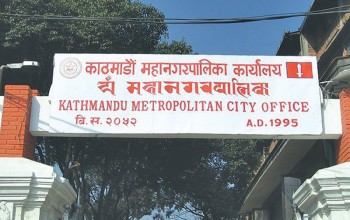 काठमाडौं महानगरपालिका कार्यालय
KATHMANDU METROPOLITAN CITY OFFICE
बि.स. २०५२ A.D. 1995